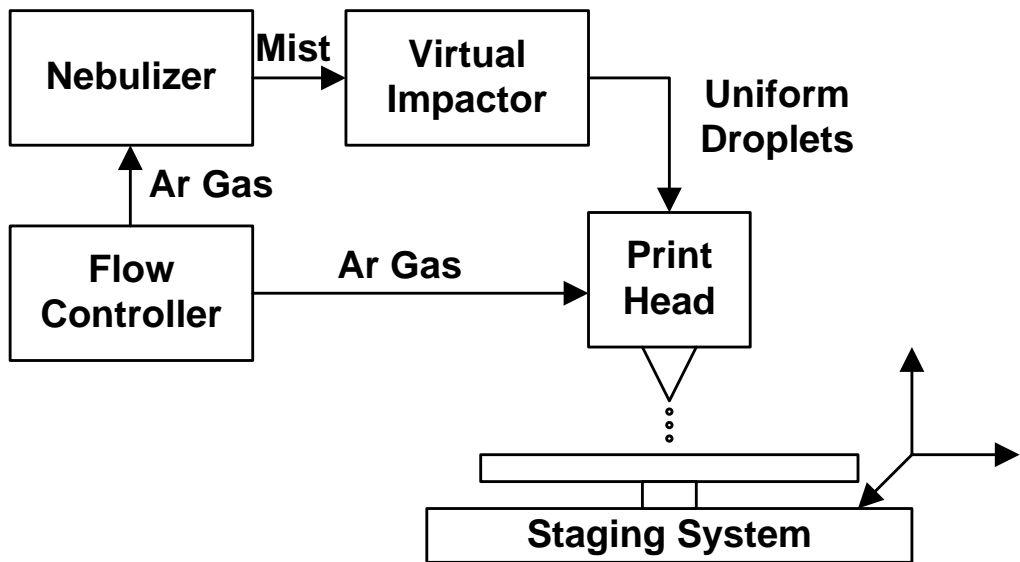 Nebulizer
Mist
Virtual
Impactor
Uniform
Droplets
Ar Gas
Flow
Controller
Ar Gas
Print
Head
Staging System